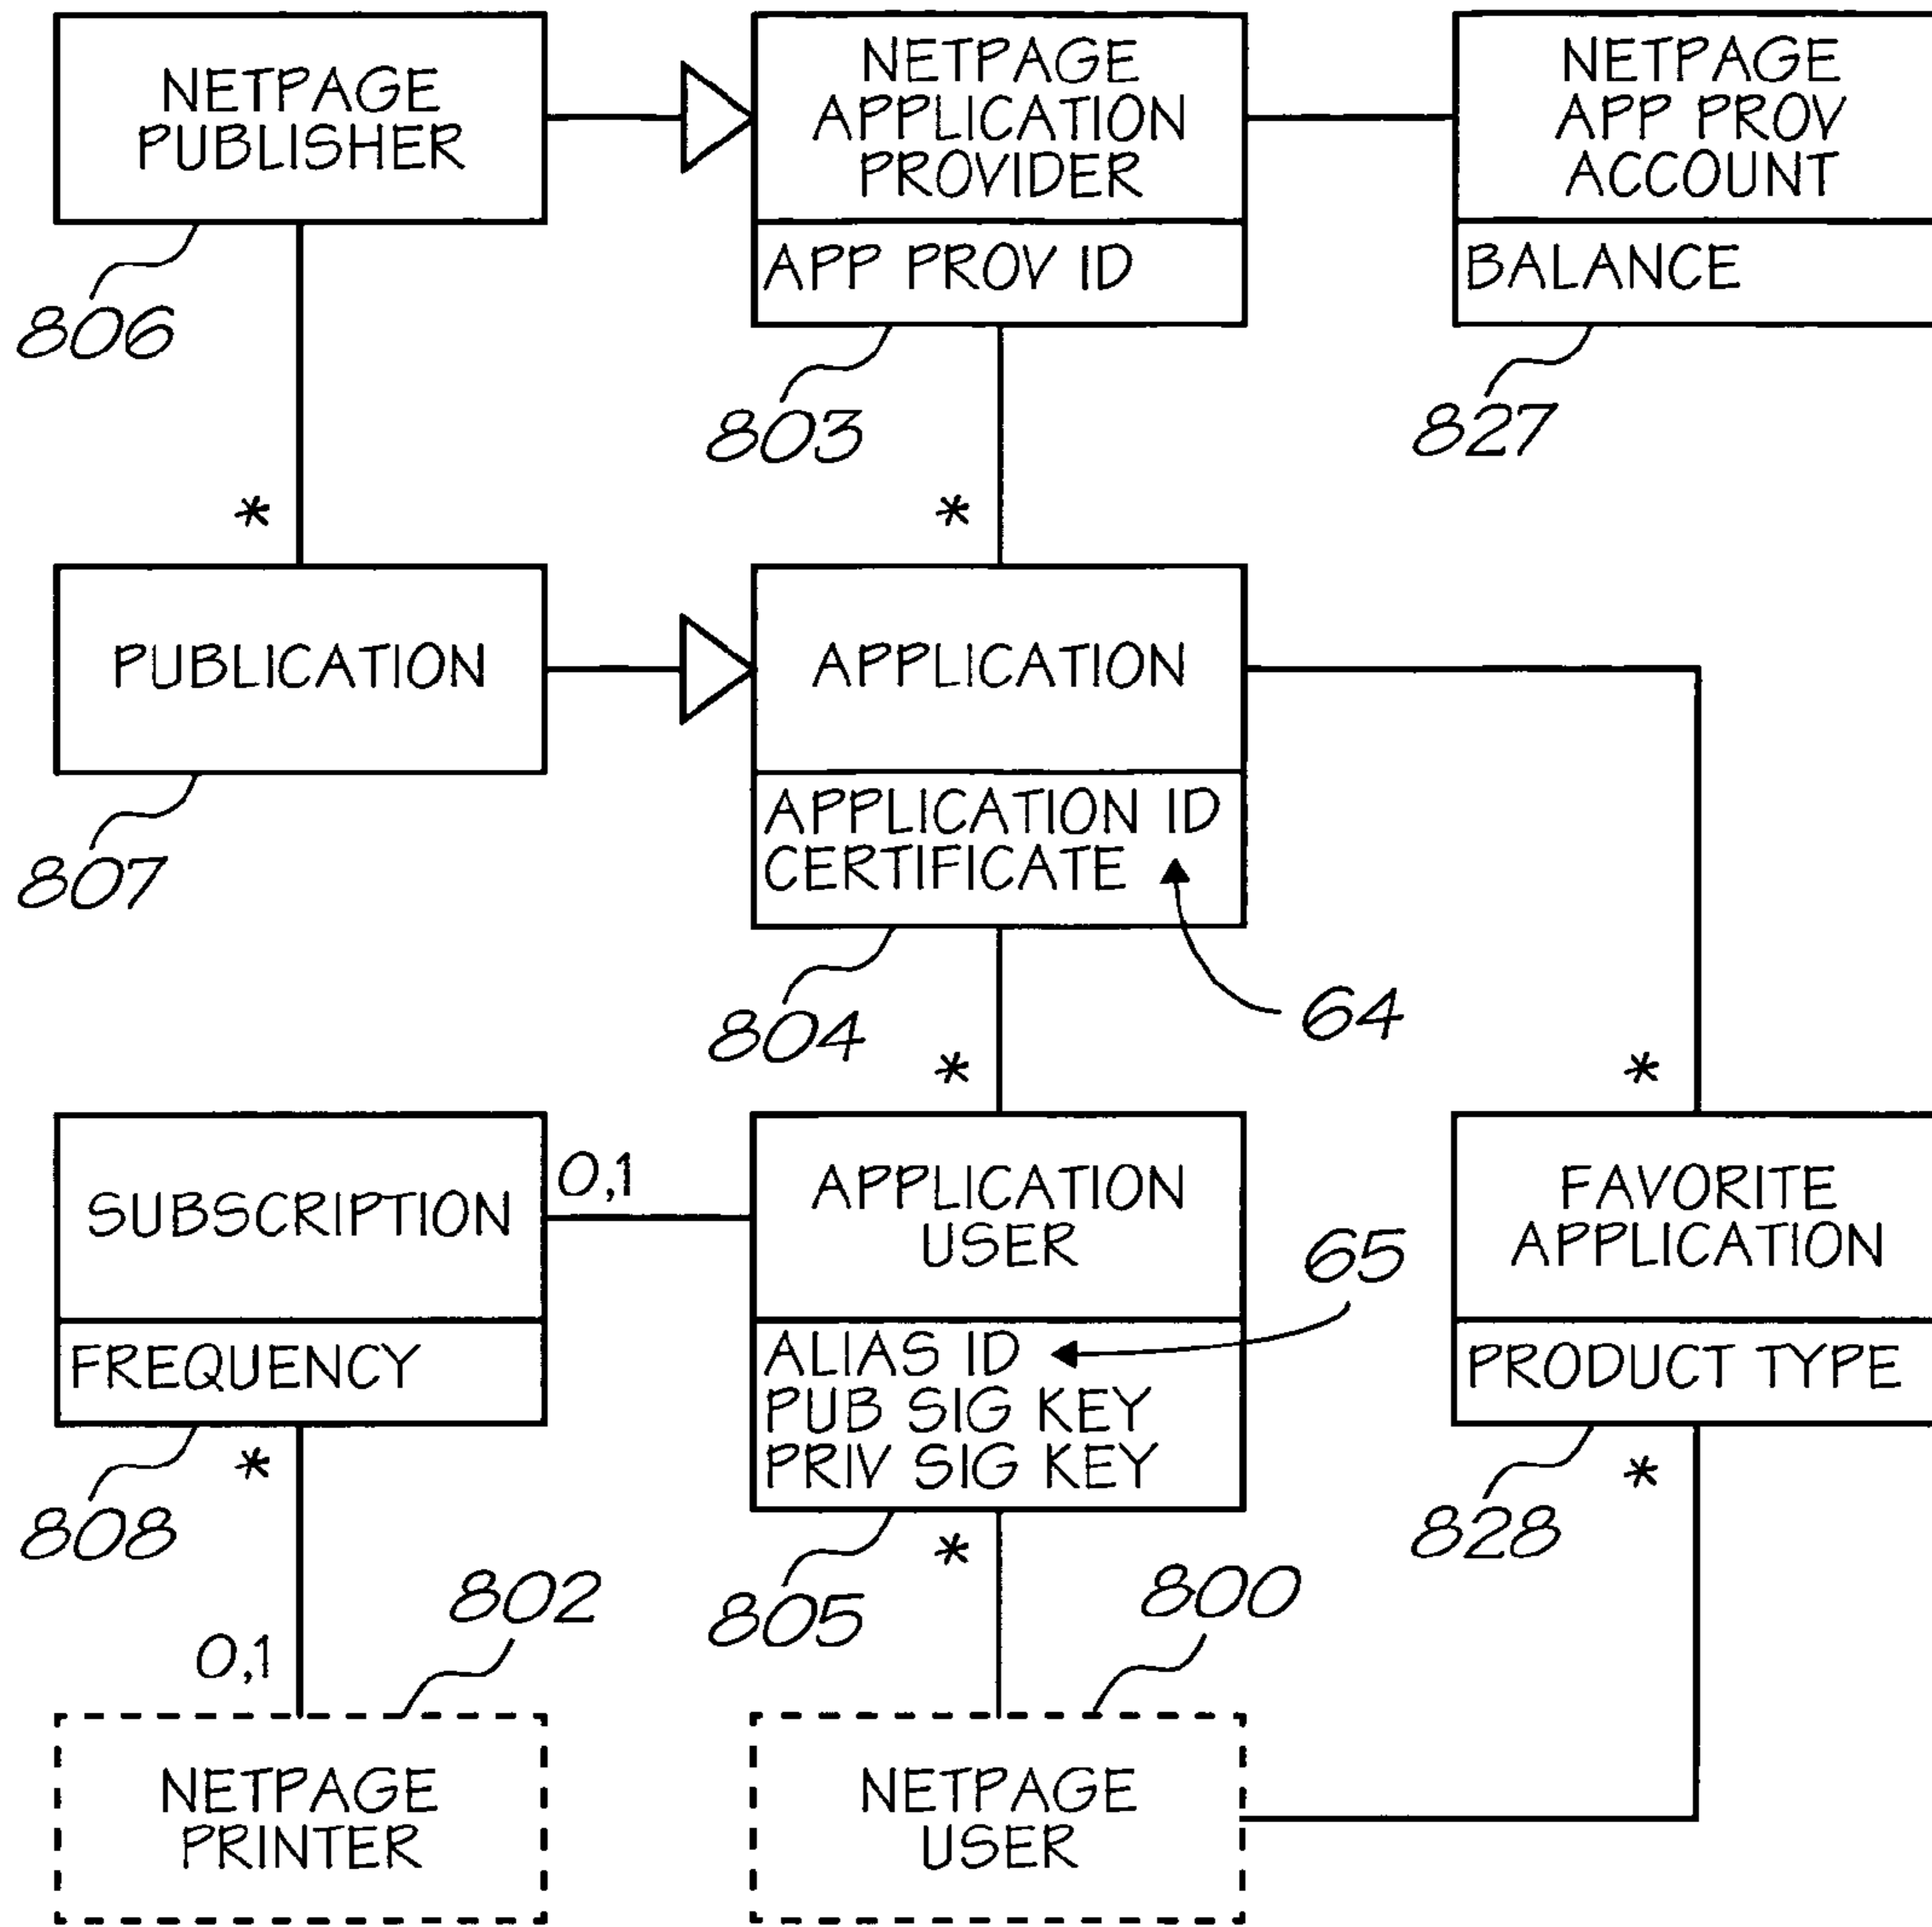 NETPAGE
PUBLISHER
806
NETPAGE
APPLICATION
PROVIDER
APP PROV ID
803
NETPAGE
APP PROV
ACCOUNT
BALANCE
827
*
*
PUBLICATION
807
APPLICATION
APPLICATION ID
CERTIFICATE
804
64
*
*
SUBSCRIPTION
FREQUENCY
808
0,1
APPLICATION
USER
ALIAS ID
PUB SIG KEY
PRIV SIG KEY
805
65
FAVORITE
APPLICATION
PRODUCT TYPE
828
*
*
*
802
800
0,1
NETPAGE
PRINTER
NETPAGE
USER